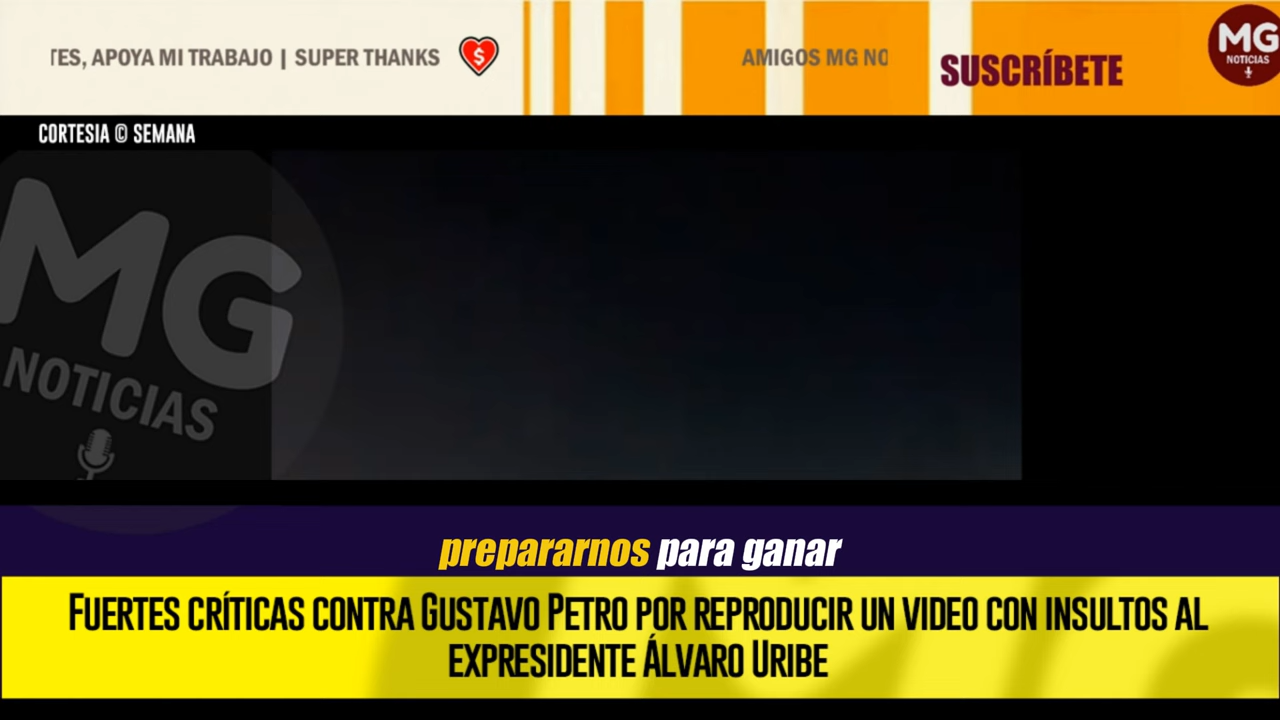 TES, APOYA MI TRABAJO | SUPER THANKS
AMIGOS MG NO
SUSCRÍBETE
MG
NOTICIAS
CORTESIA © SEMANA
MG
NOTICIAS
prepararnos para ganar
FUERTES CRÍTICAS CONTRA GUSTAVO PETRO POR REPRODUCIR UN VIDEO CON INSULTOS AL
EXPRESIDENTE ÁLVARO URIBE